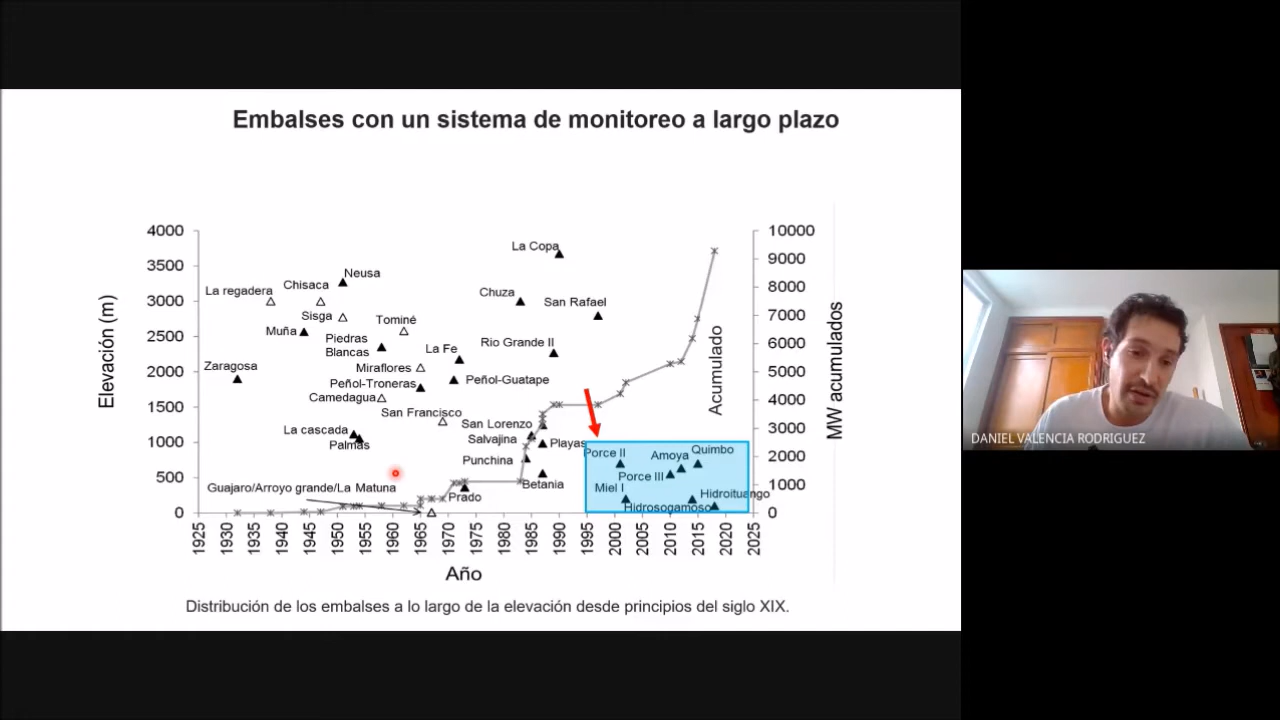 Embalses con un sistema de monitoreo a largo plazo
4000
3500
3000
2500
2000
1500
1000
500
0
Elevación (m)
10000
9000
8000
7000
6000
5000
4000
3000
2000
1000
0
MW acumulados
Acumulado
La Copa
Neusa
Chisaca
La regadera
Chuza
San Rafael
Sisga
Tominé
Muña
Piedras
Blancas
La Fe
Rio Grande II
Zaragosa
Miraflores
Peñol-Troneras
Peñol-Guatape
Camedagua
San Francisco
San Lorenzo
La cascada
Salvajina
Palmas
Playas
Punchina
Betania
Guajaro/Arroyo grande/La Matuna
Prado
Porce II
Amoya
Quimbo
Porce III
Miel I
Hidroituango
Hidrosogamoso
1925
1930
1935
1940
1945
1950
1955
1960
1965
1970
1975
1980
1985
1990
1995
2000
2005
2010
2015
2020
2025
Año
Distribución de los embalses a lo largo de la elevación desde principios del siglo XIX.
DANIEL VALENCIA RODRIGUEZ